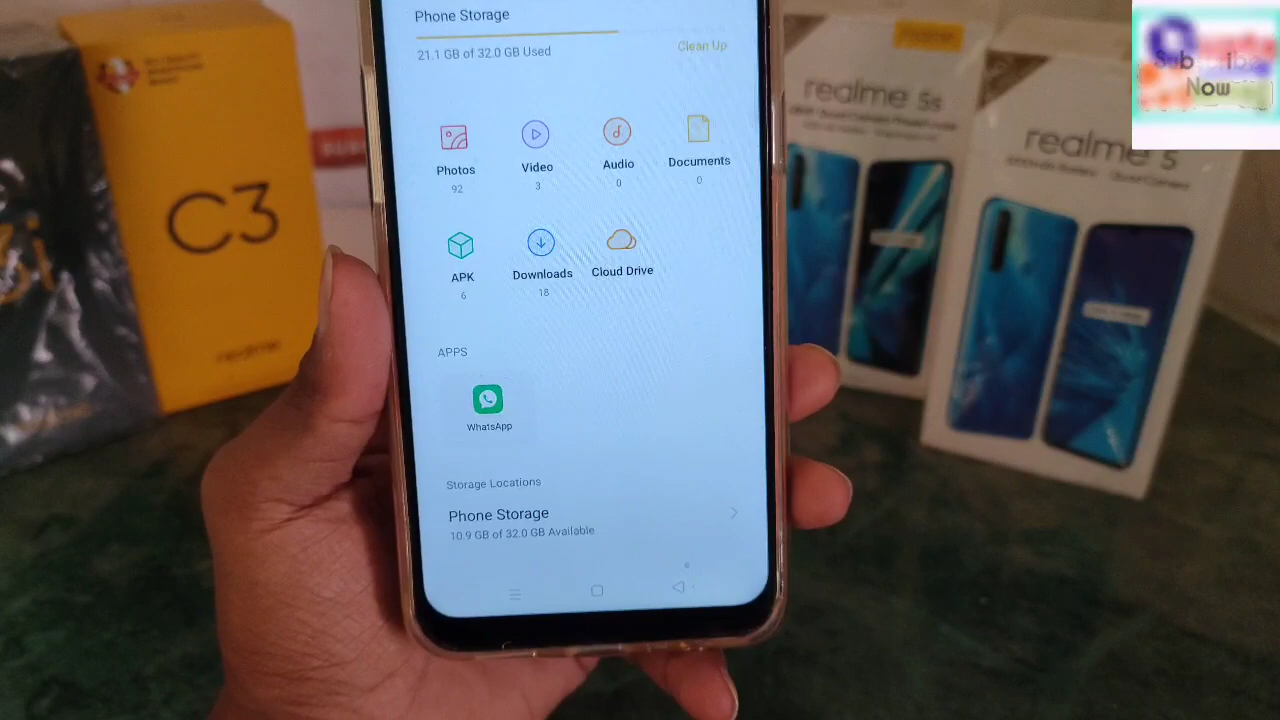 Phone Storage
21.1 GB of 32.0 GB Used
Clean Up
Photos
92
Video
3
Audio
0
Documents
0
APK
6
Downloads
18
Cloud Drive
APPS
WhatsApp
Storage Locations
Phone Storage
10.9 GB of 32.0 GB Available
C3
realme
realme 5s
realme 5
Subscribe
Now